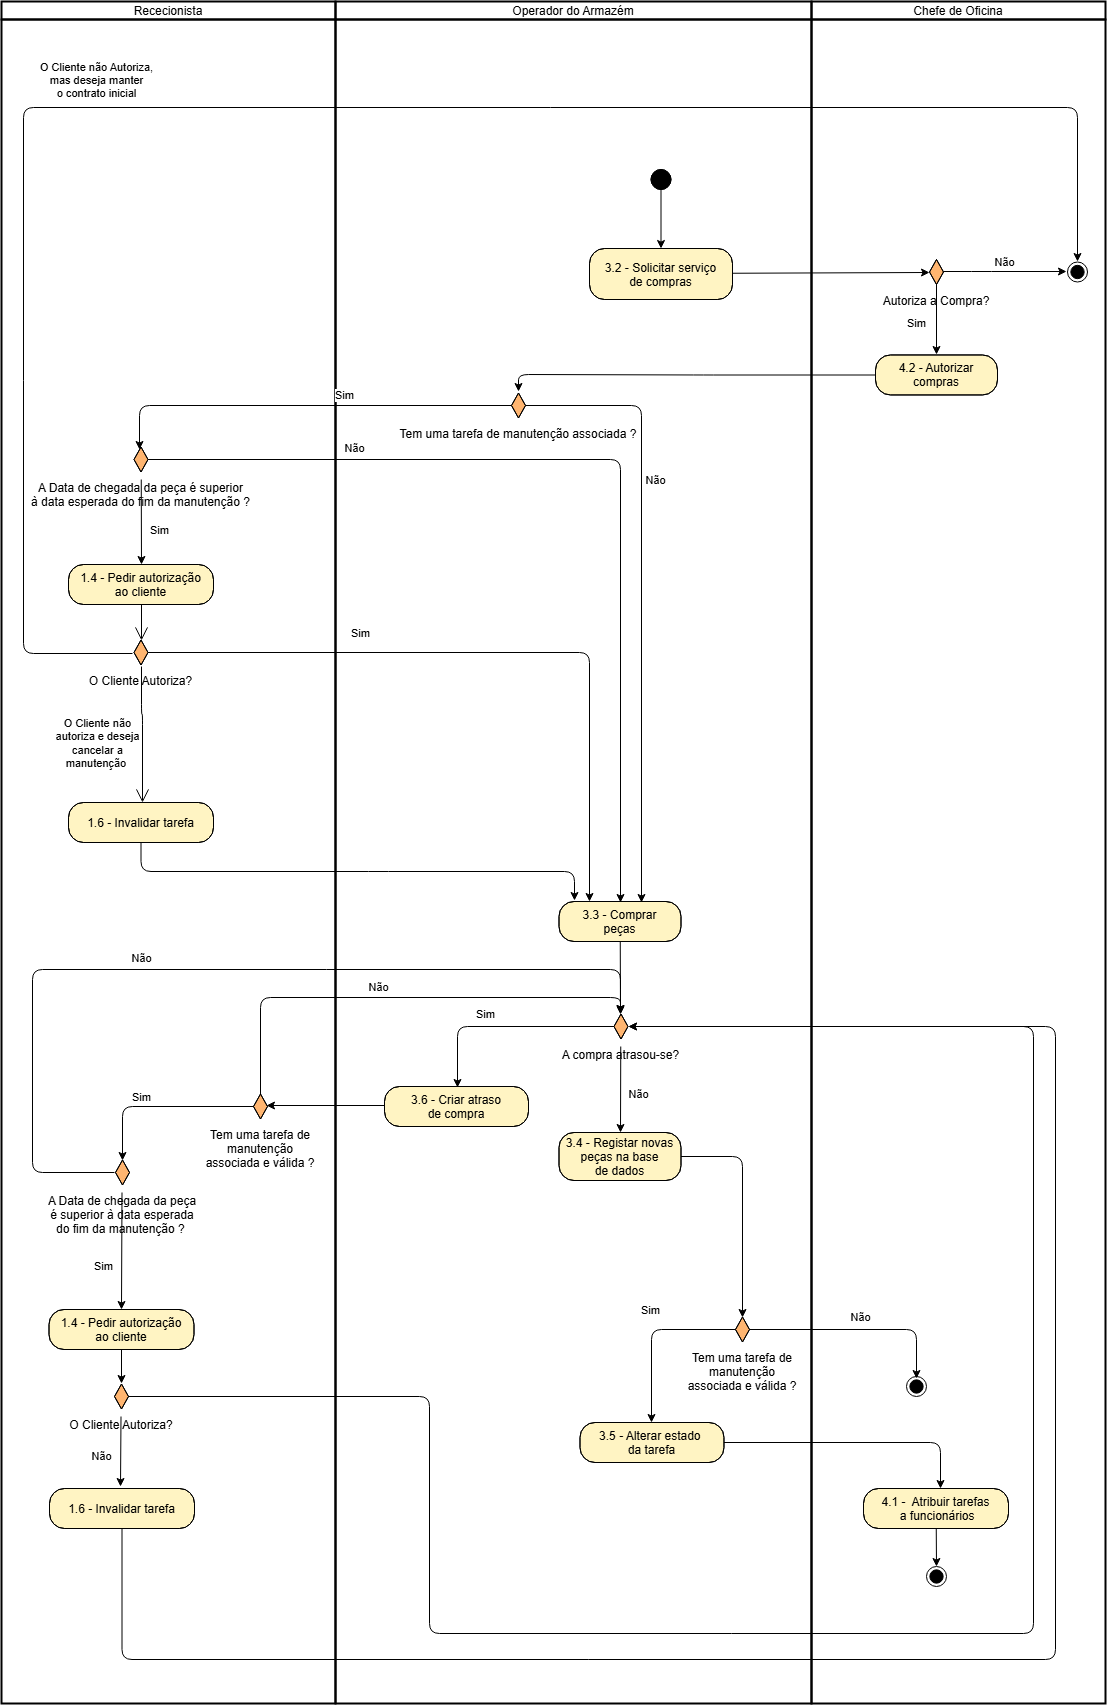 Rececionista
Operador do Armazém
Chefe de Oficina
O Cliente não Autoriza,
mas deseja manter
o contrato inicial
3.2 - Solicitar serviço
de compras
Não
Autoriza a Compra?
Sim
4.2 - Autorizar
compras
Sim
Tem uma tarefa de manutenção associada ?
Não
Não
A Data de chegada da peça é superior
à data esperada do fim da manutenção ?
Sim
1.4 - Pedir autorização
ao cliente
Sim
O Cliente Autoriza?
O Cliente não
autoriza e deseja
cancelar a
manutenção
1.6 - Invalidar tarefa
3.3 - Comprar
peças
Não
Não
Sim
A compra atrasou-se?
Sim
3.6 - Criar atraso
de compra
Não
Tem uma tarefa de
manutenção
associada e válida ?
3.4 - Registar novas
peças na base
de dados
A Data de chegada da peça
é superior à data esperada
do fim da manutenção ?
Sim
1.4 - Pedir autorização
ao cliente
Sim
Não
Tem uma tarefa de
manutenção
associada e válida ?
O Cliente Autoriza?
Não
3.5 - Alterar estado
da tarefa
1.6 - Invalidar tarefa
4.1 -  Atribuir tarefas
a funcionários